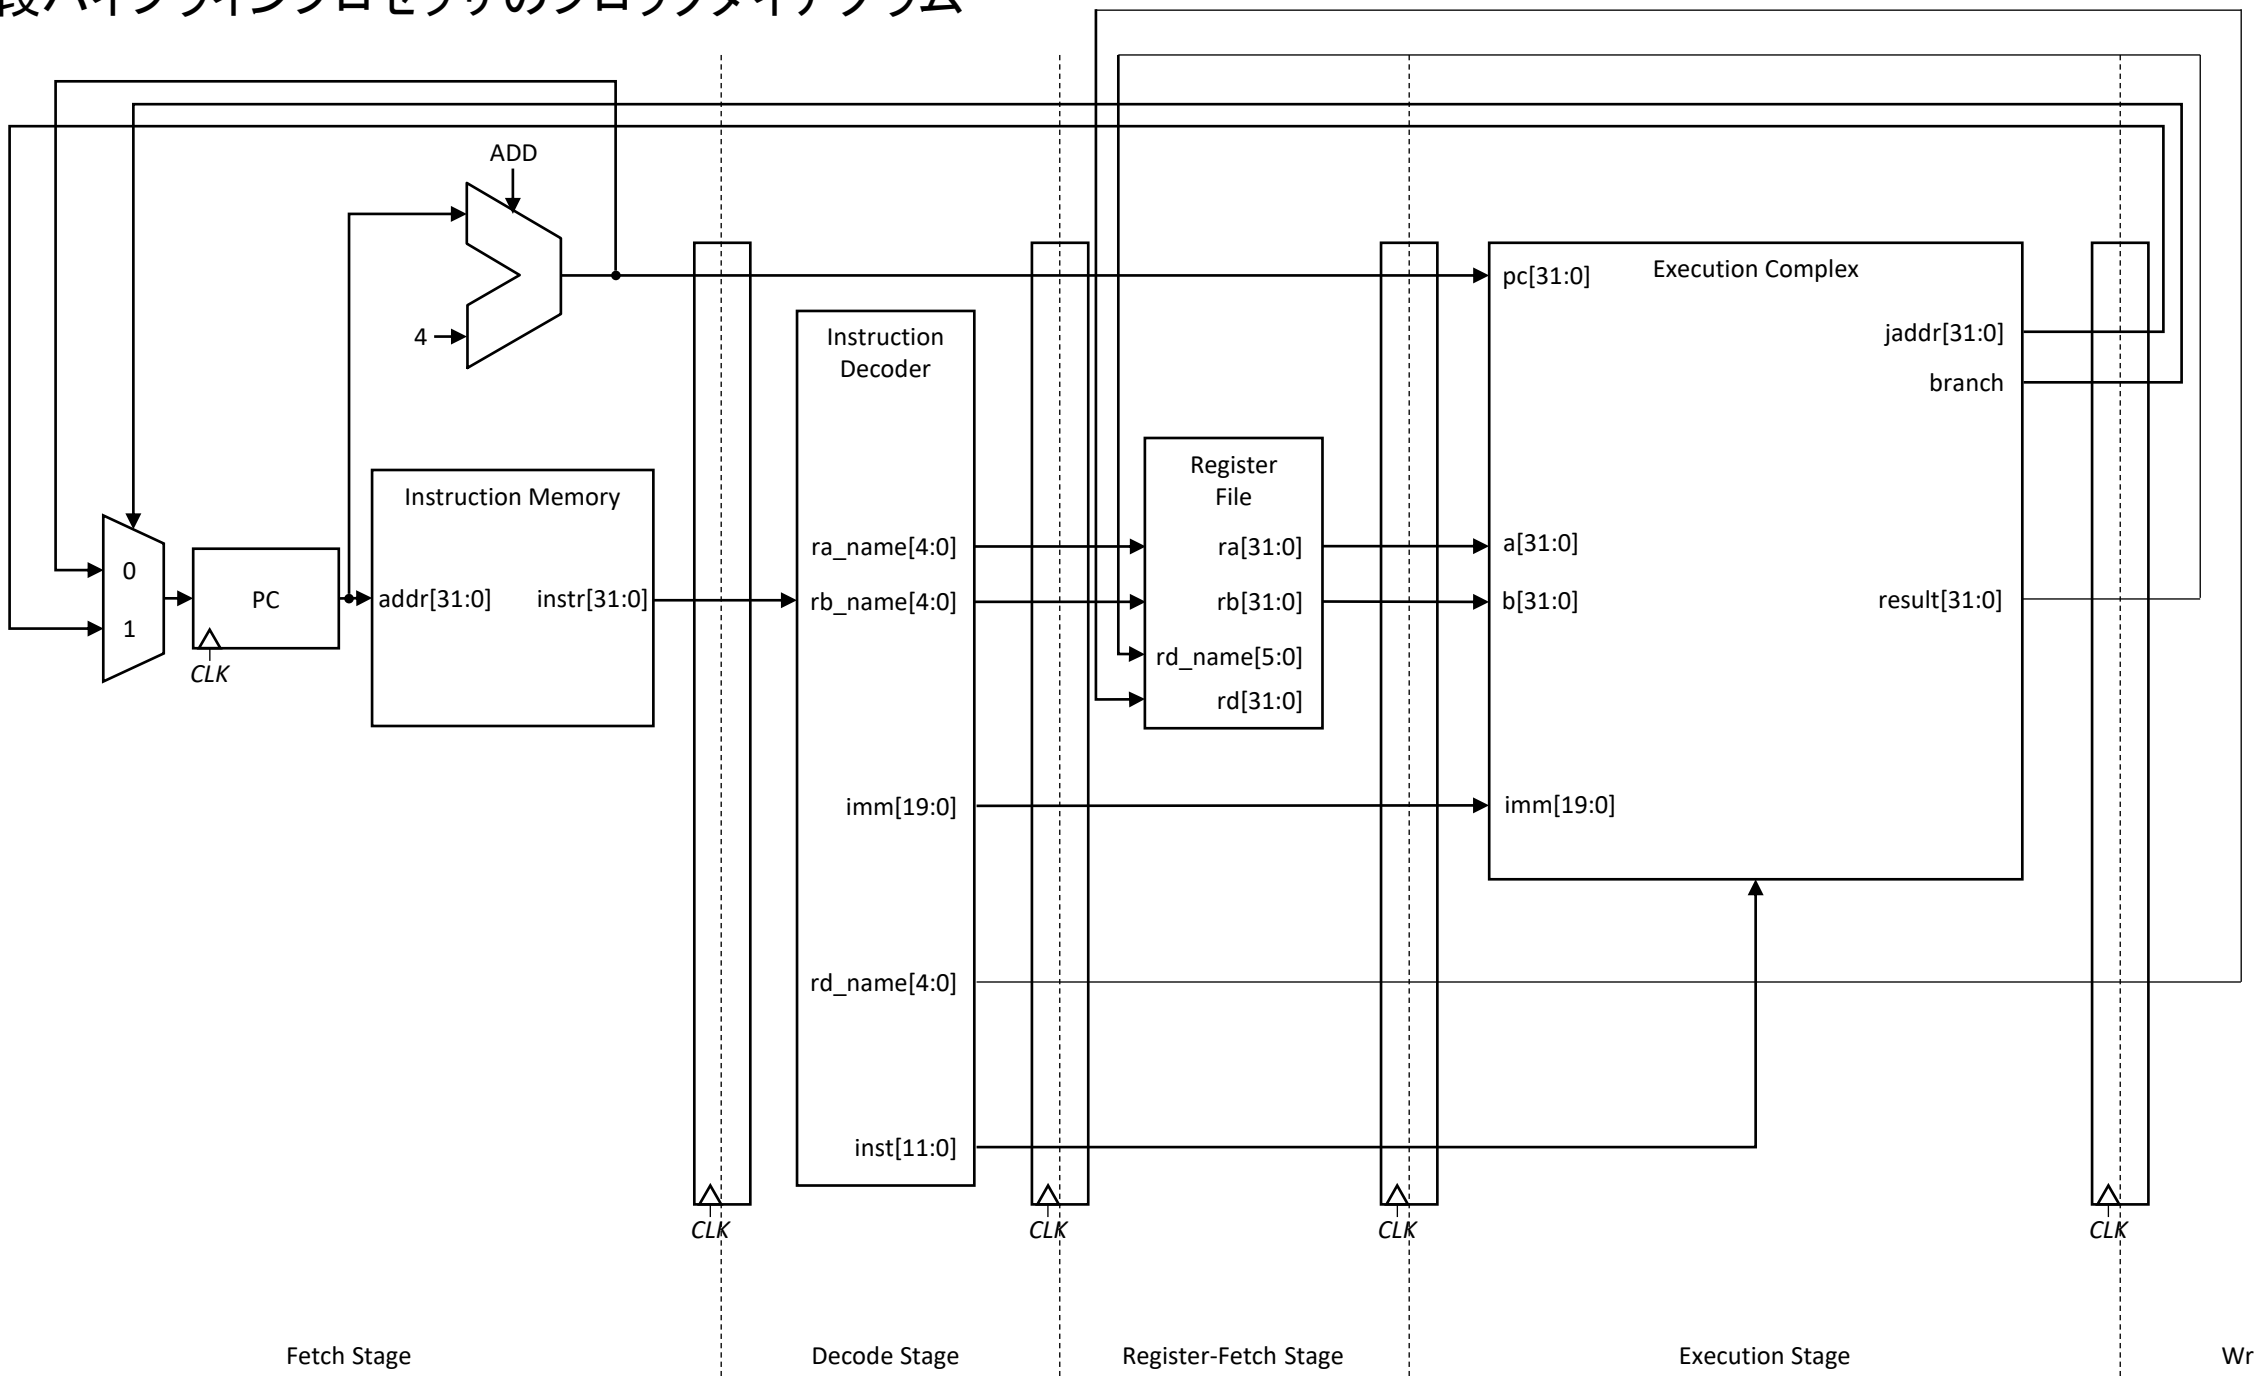 段パイプラインプロセッサのブロックダイアグラム
ADD
4
Instruction
Decoder
Execution Complex
pc[31:0]
jaddr[31:0]
branch
Instruction Memory
addr[31:0]
instr[31:0]
0
1
PC
CLK
ra_name[4:0]
rb_name[4:0]
imm[19:0]
rd_name[4:0]
inst[11:0]
Register
File
ra[31:0]
rb[31:0]
rd_name[5:0]
rd[31:0]
a[31:0]
b[31:0]
result[31:0]
imm[19:0]
CLK
CLK
CLK
CLK
Fetch Stage
Decode Stage
Register-Fetch Stage
Execution Stage
Wr